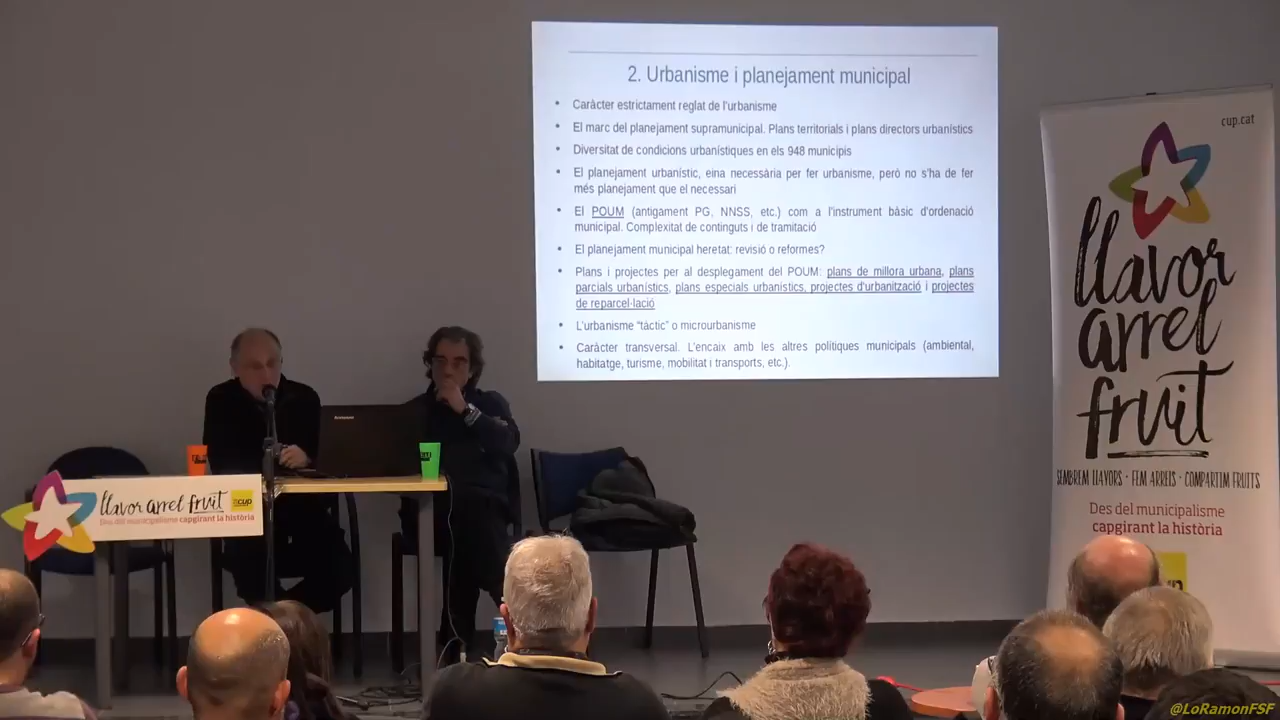 2. Urbanisme i planejament municipal
• Caràcter estrictament reglat de l'urbanisme
• El marc del planejament supramunicipal. Plans territorials i plans directors urbanístics
• Diversitat de condicions urbanístiques en els 948 municipis
• El planejament urbanístic, eina necessària per fer urbanisme, però no s'ha de fer
més planejament que el necessari
• El POUM (antigament PG, NNSS, etc.) com a l'instrument bàsic d'ordenació
municipal. Complexitat de continguts i de tramitació
• El planejament municipal heretat: revisió o reformes?
• Plans i projectes per al desplegament del POUM: plans de millora urbana, plans
parcials urbanístics, plans especials urbanístics, projectes d'urbanització i projectes
de reparcel·lació
• L'urbanisme "tàctic" o microurbanisme
• Caràcter transversal. L'encaix amb les altres polítiques municipals (ambiental,
habitatge, turisme, mobilitat i transports, etc.).
cup.cat
llavor
arrel
fruit
SEMBREM LLAVORS · FEM ARRELS · COMPARTIM FRUITS
Des del municipalisme
capgirant la història
llavor arrel fruit
cup
Des del municipalisme capgirant la història
@LoRamonFSF